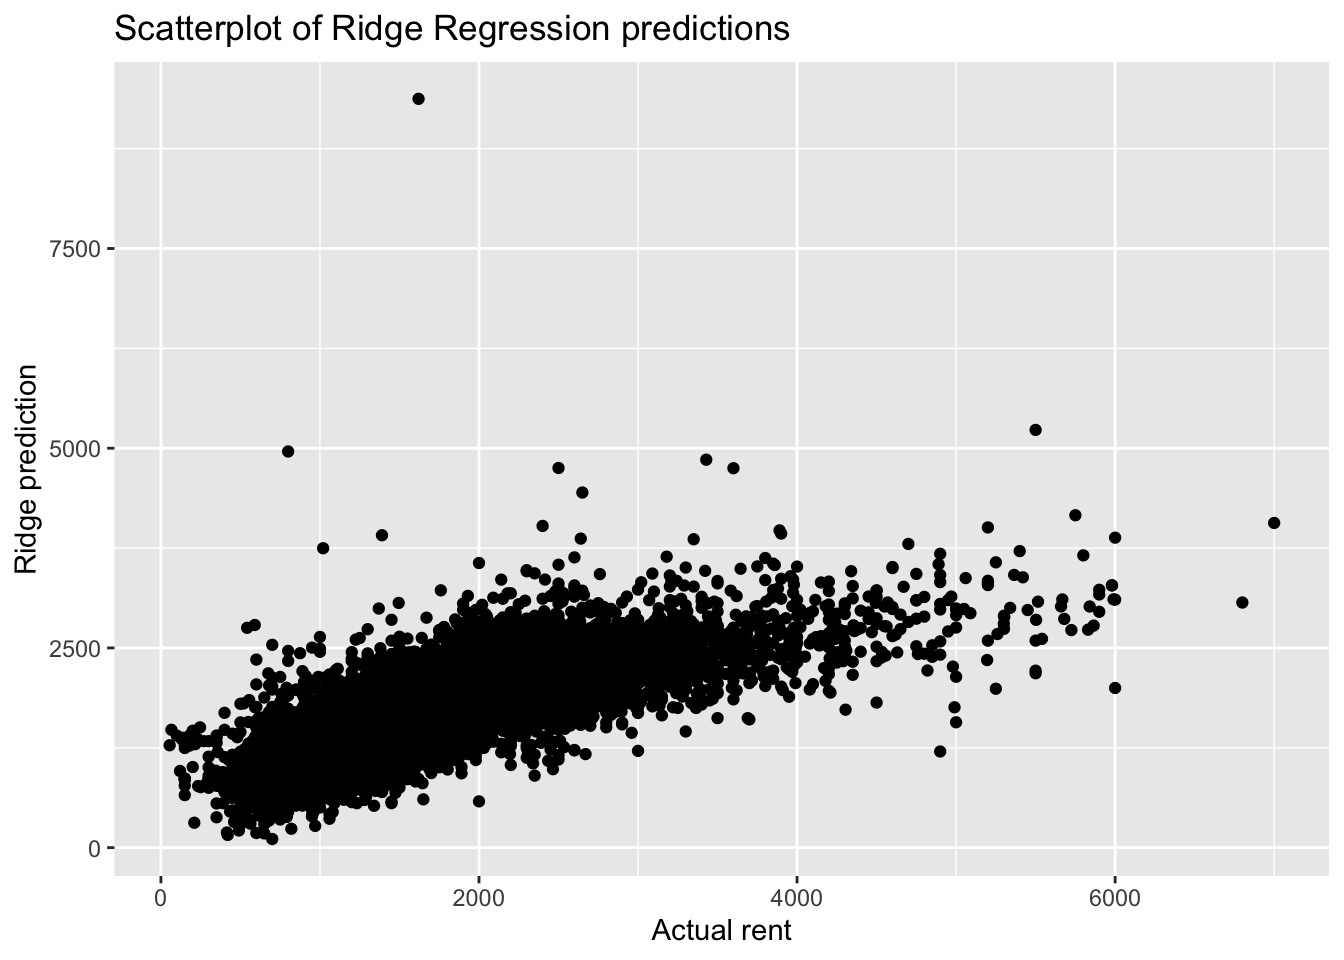 Scatterplot of Ridge Regression predictions
7500
5000
2500
0
Ridge prediction
0 2000 4000 6000
Actual rent